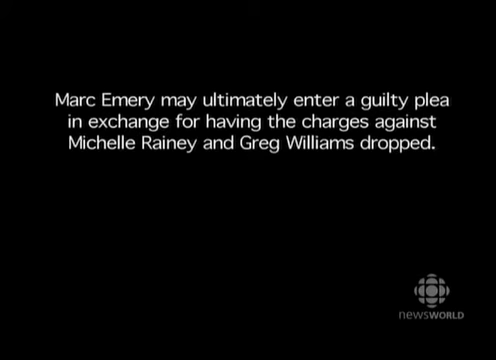 Marc Emery may ultimately enter a guilty plea
in exchange for having the charges against
Michelle Rainey and Greg Williams dropped.
newsWORLD